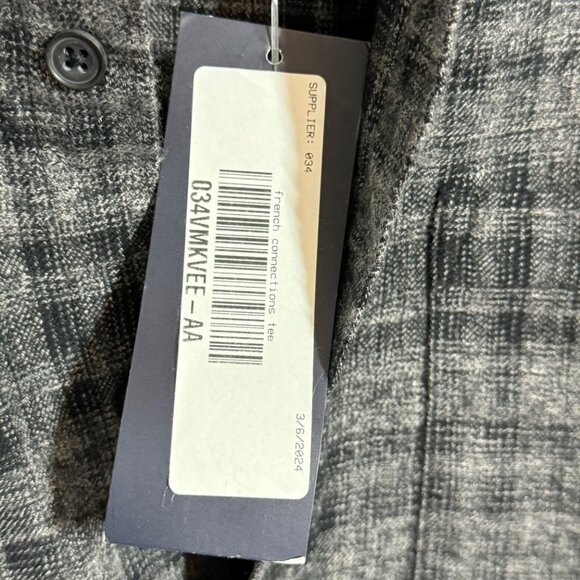 SUPPLIER: 034
french connections tee
034VMKVEE-AA
3/6/2024